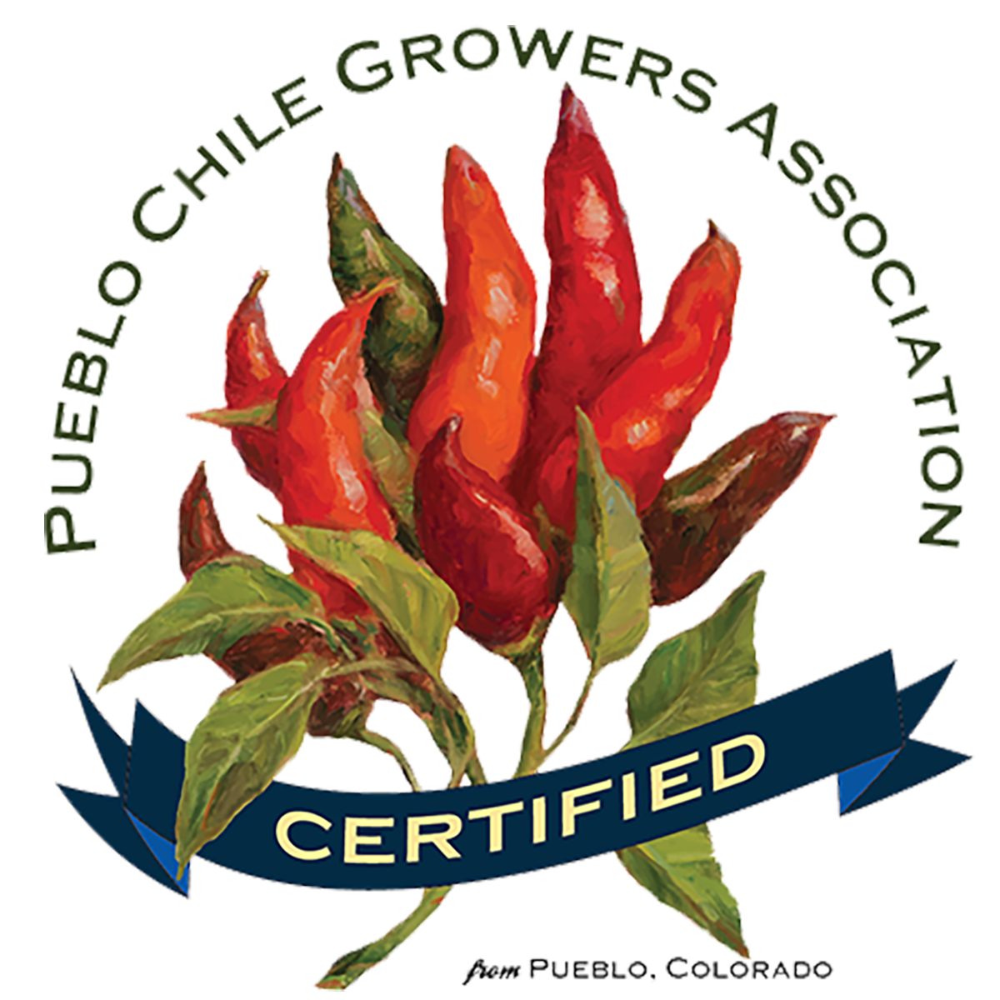 PUEBLO CHILE GROWERS ASSOCIATION
CERTIFIED
from PUEBLO, COLORADO